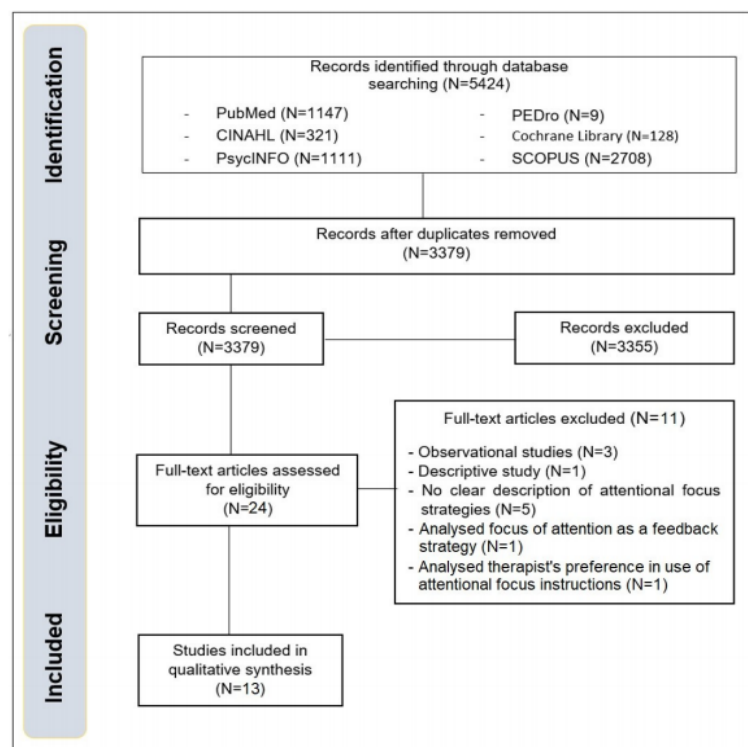 Identification
Records identified through database
searching (N=5424)
- PubMed (N=1147)
- CINAHL (N=321)
- PsycINFO (N=1111)
- PEDro (N=9)
- Cochrane Library (N=128)
- SCOPUS (N=2708)
Screening
Records after duplicates removed
(N=3379)
Records screened
(N=3379)
Records excluded
(N=3355)
Eligibility
Full-text articles assessed
for eligibility
(N=24)
Full-text articles excluded (N=11)
- Observational studies (N=3)
- Descriptive study (N=1)
- No clear description of attentional focus
strategies (N=5)
- Analysed focus of attention as a feedback
strategy (N=1)
- Analysed therapist's preference in use of
attentional focus instructions (N=1)
Included
Studies included in
qualitative synthesis
(N=13)